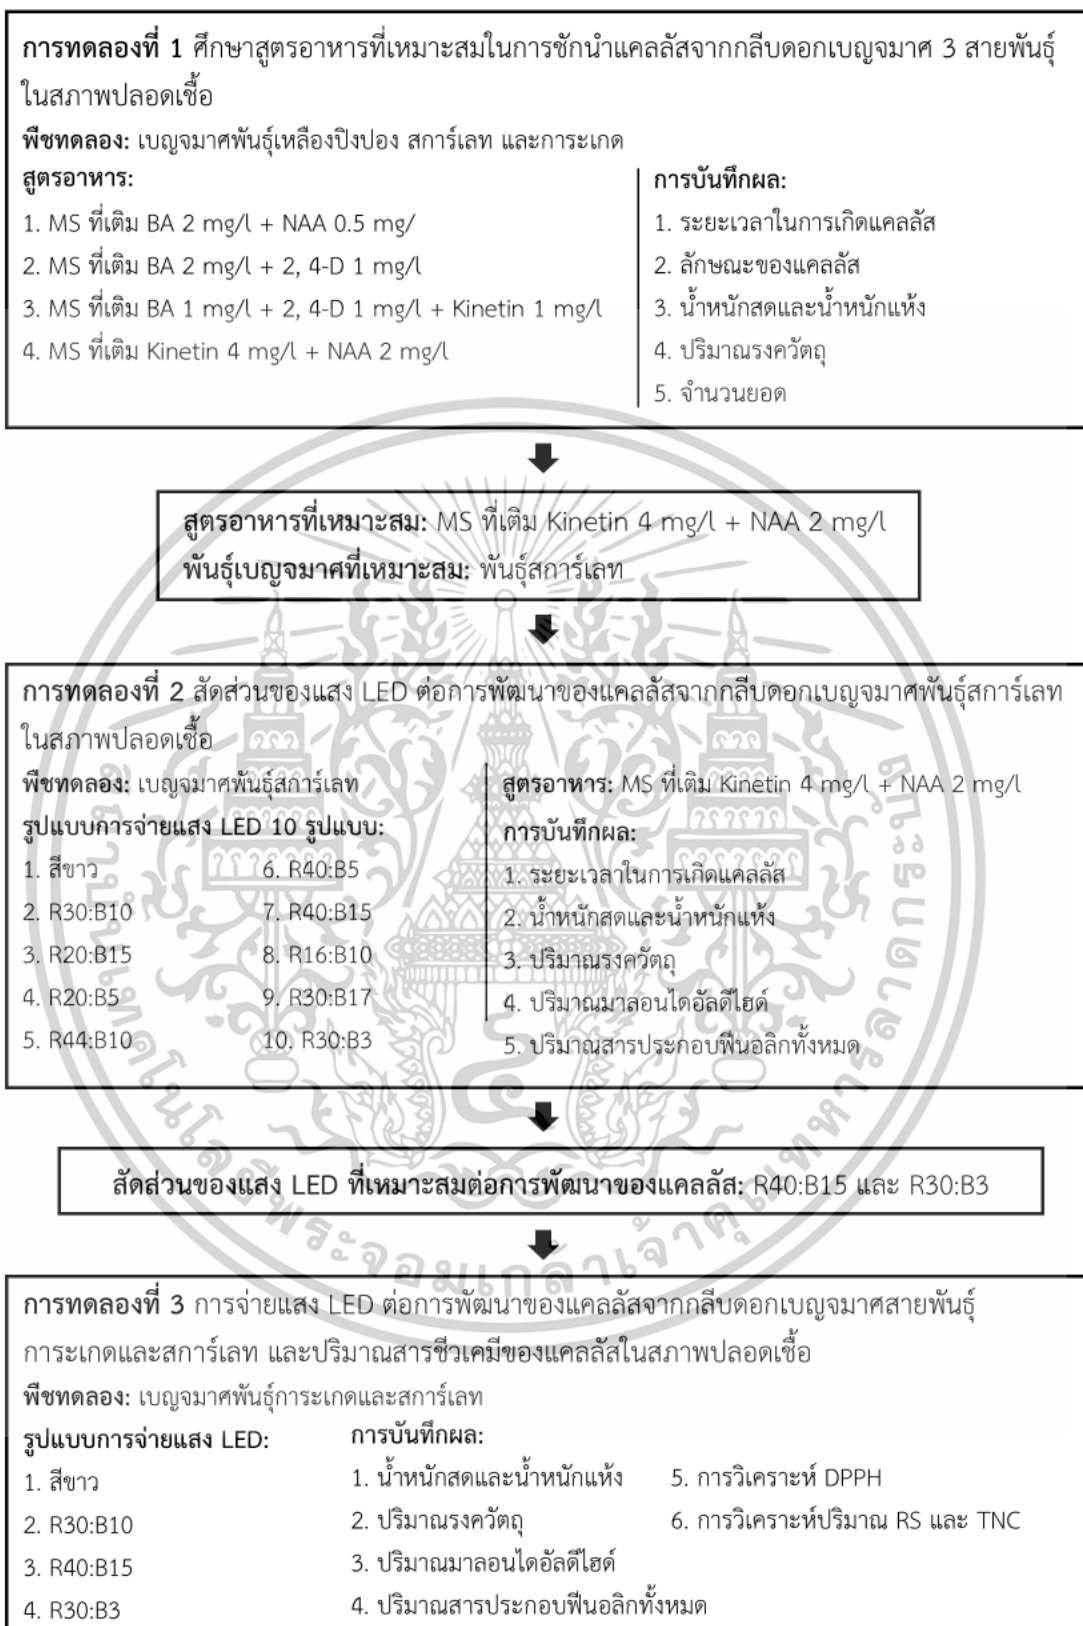 การทดลองที่ 1 ศึกษาสูตรอาหารที่เหมาะสมในการชักนำแคลลัสจากกลีบดอกเบญจมาศ 3 สายพันธุ์
ในสภาพปลอดเชื้อ
พืชทดลอง: เบญจมาศพันธุ์เหลืองปิงปอง สการ์เลท และการะเกด
สูตรอาหาร:
1. MS ที่เติม BA 2 mg/l + NAA 0.5 mg/
2. MS ที่เติม BA 2 mg/l + 2, 4-D 1 mg/l
3. MS ที่เติม BA 1 mg/l + 2, 4-D 1 mg/l + Kinetin 1 mg/l
4. MS ที่เติม Kinetin 4 mg/l + NAA 2 mg/l
การบันทึกผล:
1. ระยะเวลาในการเกิดแคลลัส
2. ลักษณะของแคลลัส
3. น้ำหนักสดและน้ำหนักแห้ง
4. ปริมาณรงควัตถุ
5. จำนวนยอด
สูตรอาหารที่เหมาะสม: MS ที่เติม Kinetin 4 mg/l + NAA 2 mg/l
พันธุ์เบญจมาศที่เหมาะสม: พันธุ์สการ์เลท
การทดลองที่ 2 สัดส่วนของแสง LED ต่อการพัฒนาของแคลลัสจากกลีบดอกเบญจมาศพันธุ์สการ์เลท
ในสภาพปลอดเชื้อ
พืชทดลอง: เบญจมาศพันธุ์สการ์เลท
รูปแบบการจ่ายแสง LED 10 รูปแบบ:
1. สีขาว
2. R30:B10
3. R20:B15
4. R20:B5
5. R44:B10
6. R40:B5
7. R40:B15
8. R16:B10
9. R30:B17
10. R30:B3
สูตรอาหาร: MS ที่เติม Kinetin 4 mg/l + NAA 2 mg/l
การบันทึกผล:
1. ระยะเวลาในการเกิดแคลลัส
2. น้ำหนักสดและน้ำหนักแห้ง
3. ปริมาณรงควัตถุ
4. ปริมาณมาลอนไดอัลดีไฮด์
5. ปริมาณสารประกอบฟีนอลิกทั้งหมด
สัดส่วนของแสง LED ที่เหมาะสมต่อการพัฒนาของแคลลัส: R40:B15 และ R30:B3
การทดลองที่ 3 การจ่ายแสง LED ต่อการพัฒนาของแคลลัสจากกลีบดอกเบญจมาศสายพันธุ์
การะเกดและสการ์เลท และปริมาณสารชีวเคมีของแคลลัสในสภาพปลอดเชื้อ
พืชทดลอง: เบญจมาศพันธุ์การะเกดและสการ์เลท
รูปแบบการจ่ายแสง LED:
1. สีขาว
2. R30:B10
3. R40:B15
4. R30:B3
การบันทึกผล:
1. น้ำหนักสดและน้ำหนักแห้ง
2. ปริมาณรงควัตถุ
3. ปริมาณมาลอนไดอัลดีไฮด์
4. ปริมาณสารประกอบฟีนอลิกทั้งหมด
5. การวิเคราะห์ DPPH
6. การวิเคราะห์ปริมาณ RS และ TNC